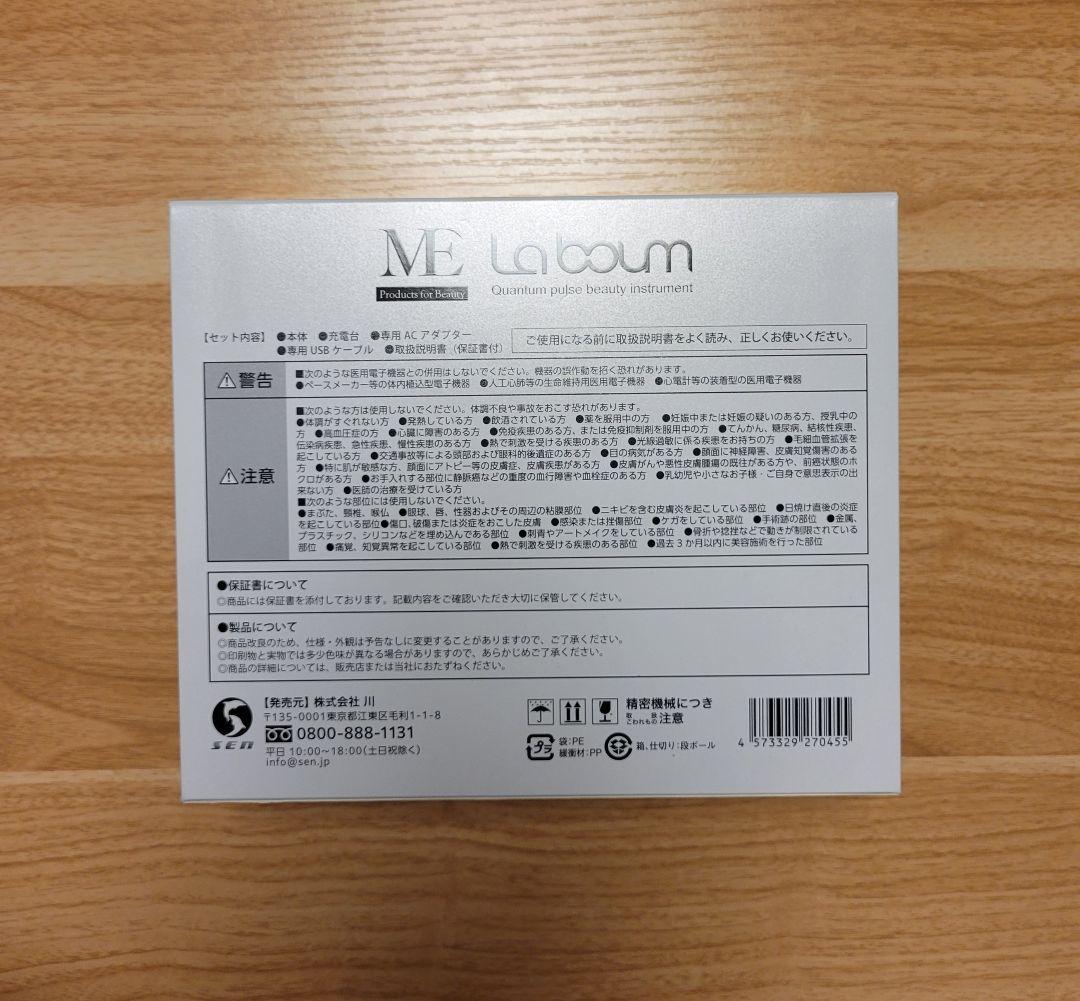 ME La boum
Products for Beauty Quantum pulse beauty instrument
【セット内容】 ●本体 ●充電台 ●専用 AC アダプター
●専用 USB ケーブル ●取扱説明書（保証書付）
ご使用になる前に取扱説明書をよく読み、正しくお使いください。
警告
■次のような医用電子機器との併用はしないでください。機器の誤作動を招く恐れがあります。
●ペースメーカー等の体内植込型電子機器 ●人工心肺等の生命維持用医用電子機器 ●心電計等の装着型の医用電子機器
注意
■次のような方は使用しないでください。体調不良や事故をおこす恐れがあります。
●体調がすぐれない方 ●発熱している方 ●飲酒されている方 ●薬を服用中の方 ●妊娠中または妊娠の疑いのある方、授乳中の
方 ●高血圧症の方 ●心臓に障害のある方 ●免疫疾患のある方、または免疫抑制剤を服用中の方 ●てんかん、糖尿病、結核性疾患、
伝染病疾患、急性疾患、慢性疾患のある方 ●熱で刺激を受ける疾患のある方 ●光線過敏に係る疾患をお持ちの方 ●毛細血管拡張を
起こしている方 ●交通事故等による頭部および眼科的後遺症のある方 ●目の病気がある方 ●顔面に神経障害、皮膚知覚傷害のある
方 ●特に肌が敏感な方、顔面にアトピー等の皮膚症、皮膚疾患がある方 ●皮膚がんや悪性皮膚腫瘍の既往がある方や、前癌状態のホ
クロがある方 ●お手入れする部位に静脈瘤などの重度の血行障害や血栓症のある方 ●乳幼児や小さなお子様・ご自身で意思表示の出
来ない方 ●医師の治療を受けている方
■次のような部位には使用しないでください。
●まぶた、頸椎、喉仏 ●眼球、唇、性器およびその周辺の粘膜部位 ●ニキビを含む皮膚炎を起こしている部位 ●日焼け直後の炎症
を起こしている部位●傷口、破傷または炎症をおこした皮膚 ●感染または挫傷部位 ●ケガをしている部位 ●手術跡の部位 ●金属、
プラスチック、シリコンなどを埋め込んである部位 ●刺青やアートメイクをしている部位 ●骨折や捻挫などで動きが制限されている
部位 ●痛覚、知覚異常を起こしている部位 ●熱で刺激を受ける疾患のある部位 ●過去 3 か月以内に美容施術を行った部位
●保証書について
◎商品には保証書を添付しております。記載内容をご確認いただき大切に保管してください。
●製品について
◎商品改良のため、仕様・外観は予告なしに変更することがありますので、ご了承ください。
◎印刷物と実物では多少色味が異なる場合がありますので、あらかじめご了承ください。
◎商品の詳細については、販売店または当社におたずねください。
SEN
【発売元】株式会社 川
〒135-0001東京都江東区毛利1-1-8
0800-888-1131
平日 10:00～18:00(土日祝除く)
info@sen.jp
精密機械につき
取扱注意
こわれもの
プラ 袋:PE
緩衝材:PP
箱、仕切り:段ボール
4 573329 270455